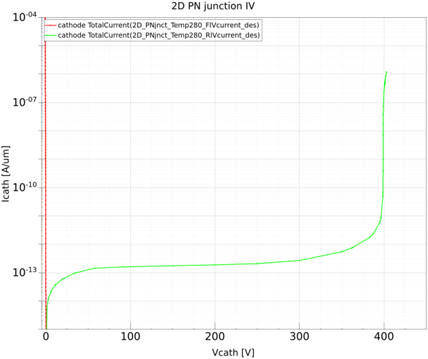 2D PN junction IV
cathode TotalCurrent(2D_PNjnct_Temp280_FIVcurrent_des)
cathode TotalCurrent(2D_PNjnct_Temp280_RIVcurrent_des)
Icath [A/um]
10-04
10-07
10-10
10-13
0 100 200 300 400
Vcath [V]